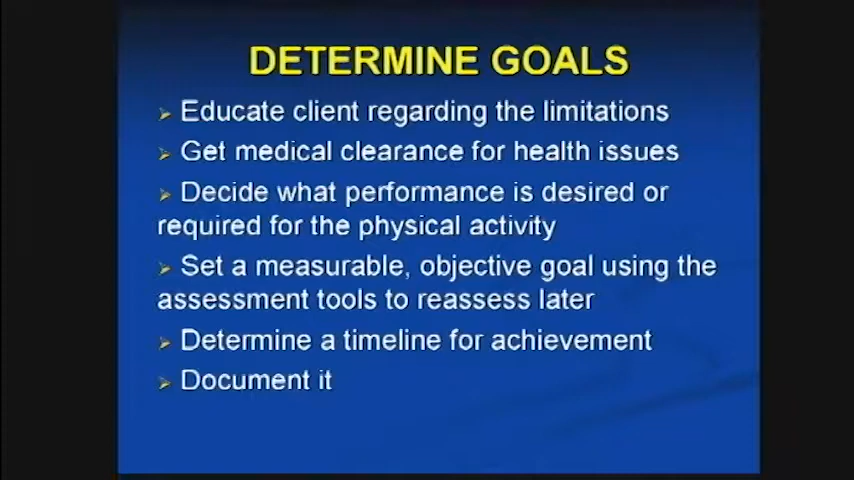 DETERMINE GOALS
Educate client regarding the limitations
Get medical clearance for health issues
Decide what performance is desired or
required for the physical activity
Set a measurable, objective goal using the
assessment tools to reassess later
Determine a timeline for achievement
Document it